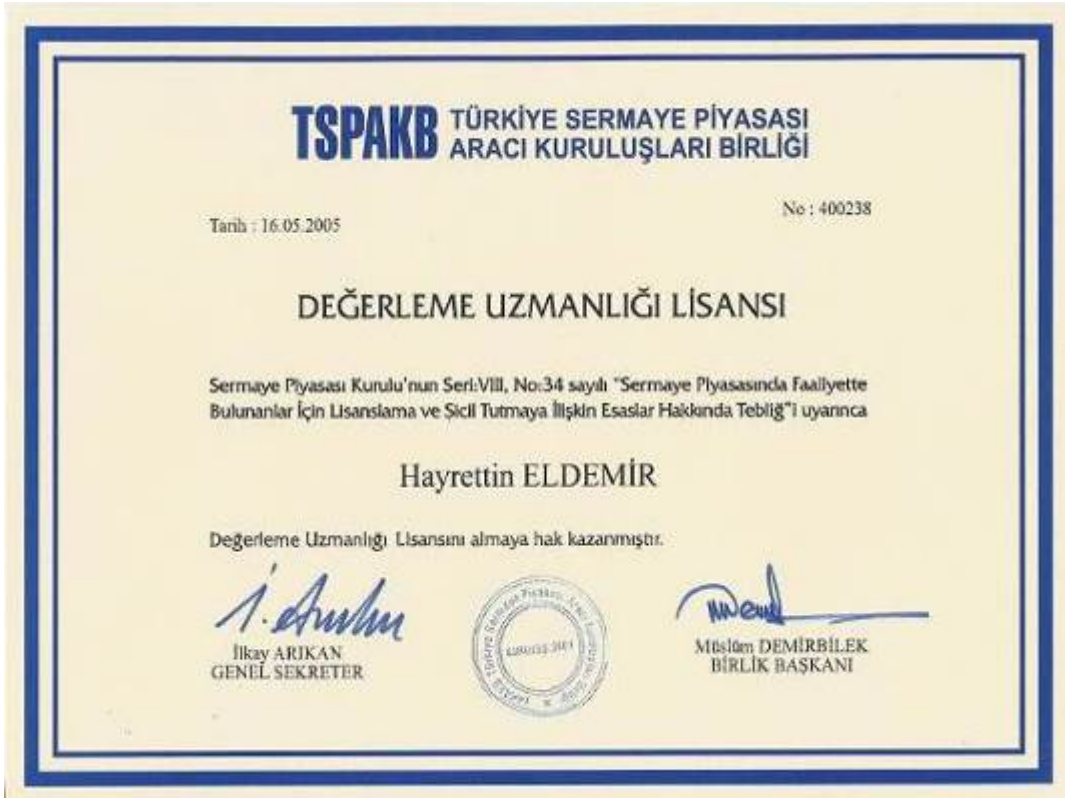 TSPAKB TÜRKİYE SERMAYE PİYASASI
ARACI KURULUŞLARI BİRLİĞİ
No : 400238
Tarih : 16.05.2005
DEĞERLEME UZMANLIĞI LİSANSI
Sermaye Piyasası Kurulu'nun Seri:VIII, No:34 sayılı "Sermaye Piyasasında Faaliyette
Bulunanlar İçin Lisanslama ve Sicil Tutmaya İlişkin Esaslar Hakkında Tebliğ"i uyarınca
Hayrettin ELDEMİR
Değerleme Uzmanlığı Lisansını almaya hak kazanmıştır.
İlkay ARIKAN
GENEL SEKRETER
Müslüm DEMİRBİLEK
BİRLİK BAŞKANI